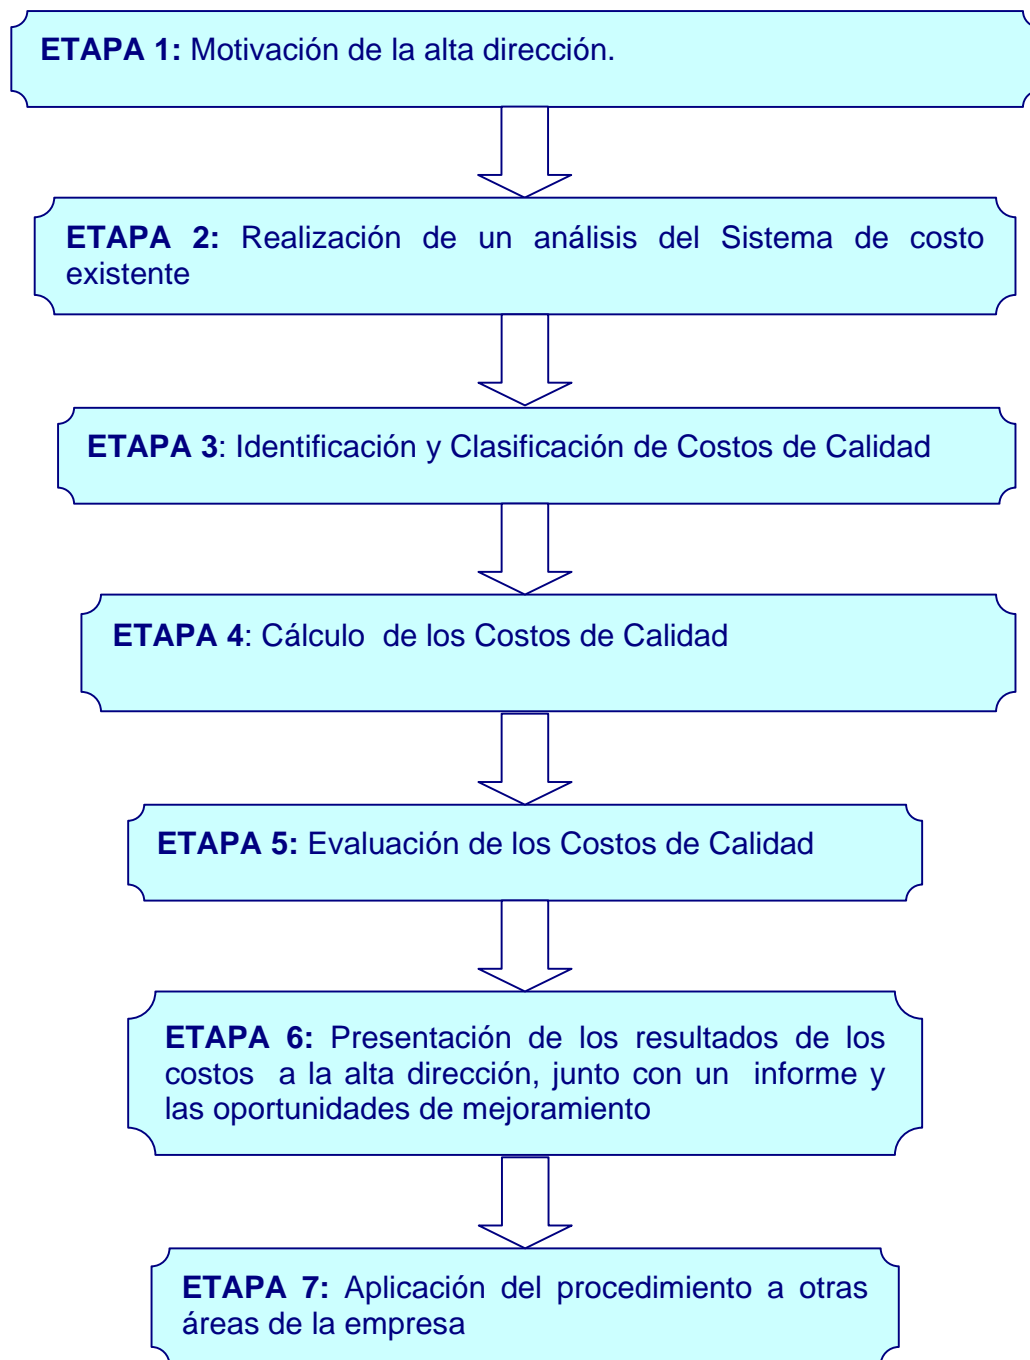 ETAPA 1: Motivación de la alta dirección.
ETAPA 2: Realización de un análisis del Sistema de costo
existente
ETAPA 3: Identificación y Clasificación de Costos de Calidad
ETAPA 4: Cálculo de los Costos de Calidad
ETAPA 5: Evaluación de los Costos de Calidad
ETAPA 6: Presentación de los resultados de los
costos a la alta dirección, junto con un informe y
las oportunidades de mejoramiento
ETAPA 7: Aplicación del procedimiento a otras
áreas de la empresa